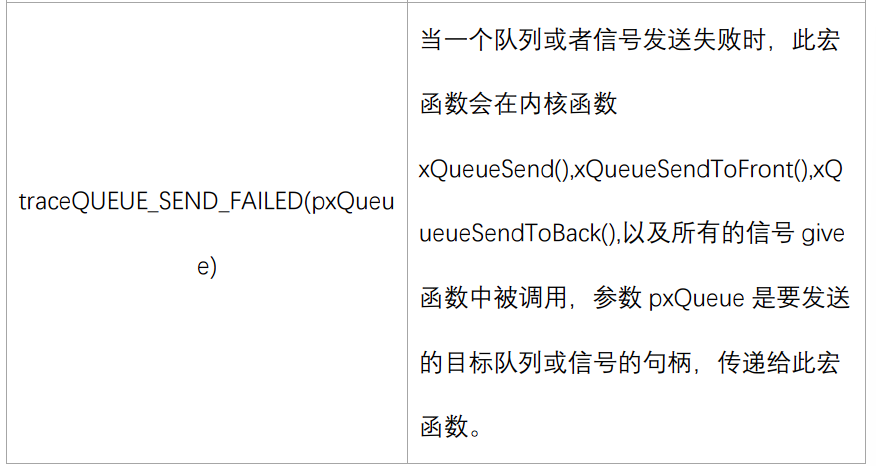 traceQUEUE_SEND_FAILED(pxQueu
e)
当一个队列或者信号发送失败时，此宏
函数会在内核函数
xQueueSend(),xQueueSendToFront(),xQ
ueueSendToBack(),以及所有的信号 give
函数中被调用，参数 pxQueue 是要发送
的目标队列或信号的句柄，传递给此宏
函数。